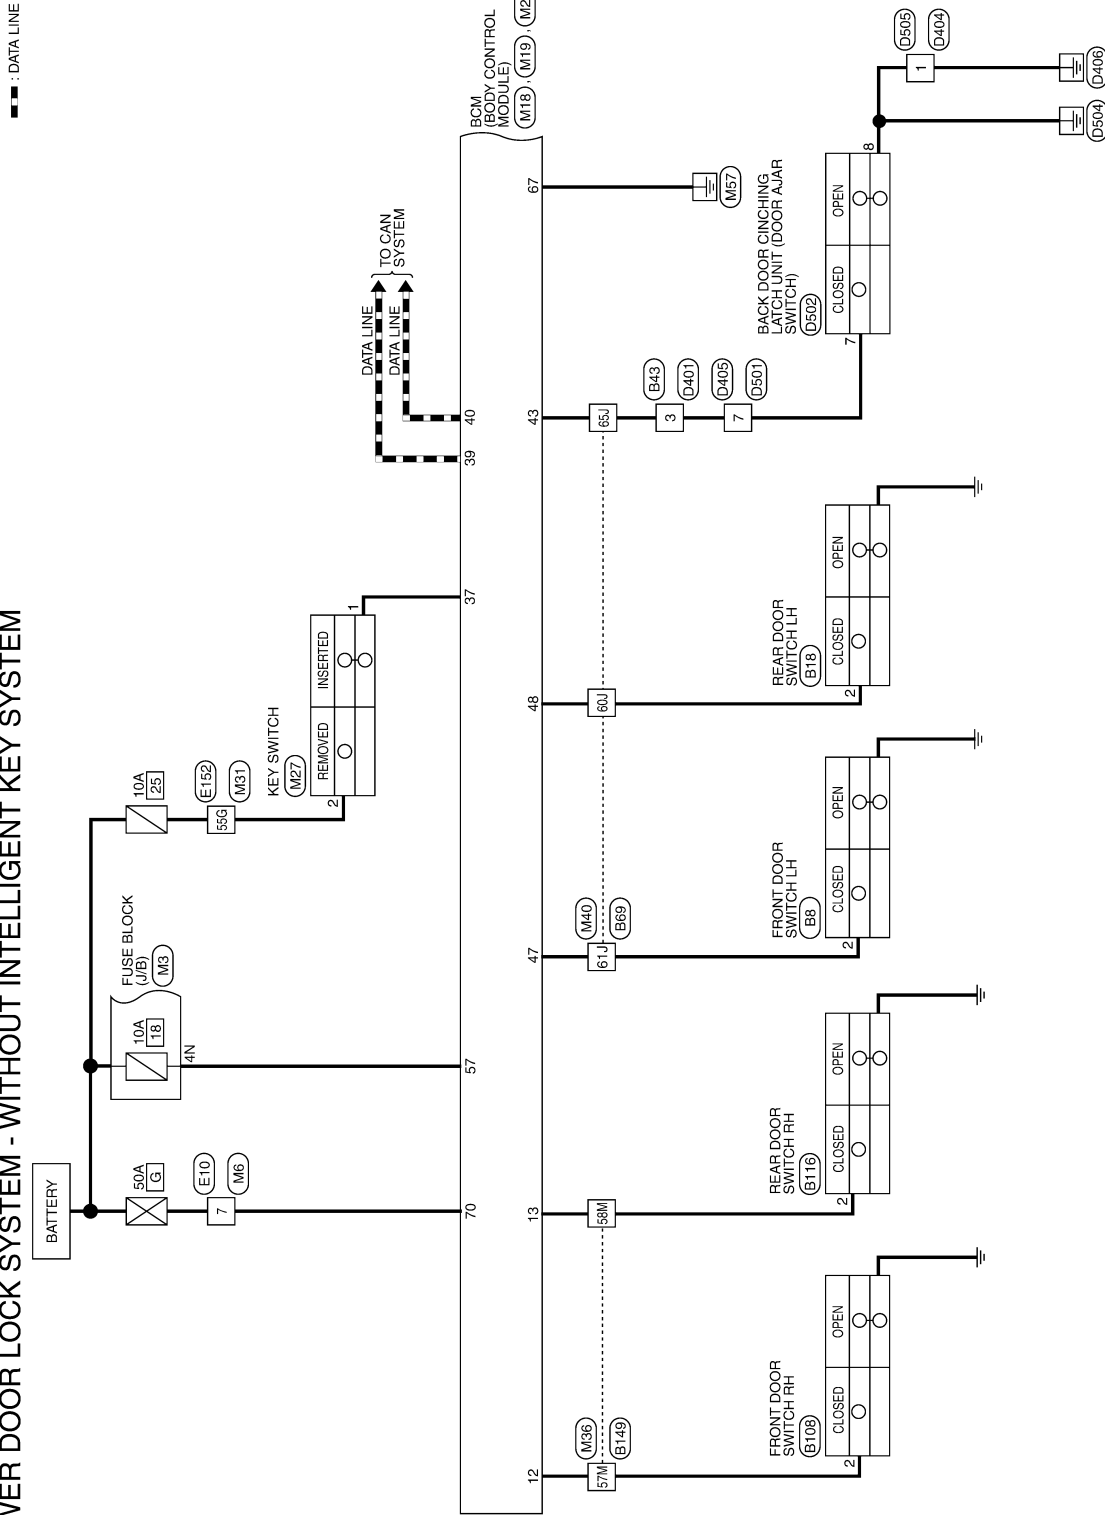 WER DOOR LOCK SYSTEM - WITHOUT INTELLIGENT KEY SYSTEM
: DATA LINE
BATTERY
50A
G
E10
7
M6
70
FUSE BLOCK
(J/B)
M3
10A
18
4N
57
10A
25
E152
55G
M31
KEY SWITCH
M27
REMOVED
INSERTED
2
1
37
DATA LINE
DATA LINE
TO CAN
SYSTEM
39
40
BCM
(BODY CONTROL
MODULE)
M18 , M19 , M2
12
M36
57M
B149
FRONT DOOR
SWITCH RH
B108
CLOSED
OPEN
2
13
58M
REAR DOOR
SWITCH RH
B116
CLOSED
OPEN
2
47
M40
61J
B69
FRONT DOOR
SWITCH LH
B8
CLOSED
OPEN
2
48
60J
REAR DOOR
SWITCH LH
B18
CLOSED
OPEN
2
43
65J
B43
3
D401
D405
7
D501
BACK DOOR CINCHING
LATCH UNIT (DOOR AJAR
SWITCH)
D502
CLOSED
OPEN
7
8
67
M57
D505
1
D404
D504
D406